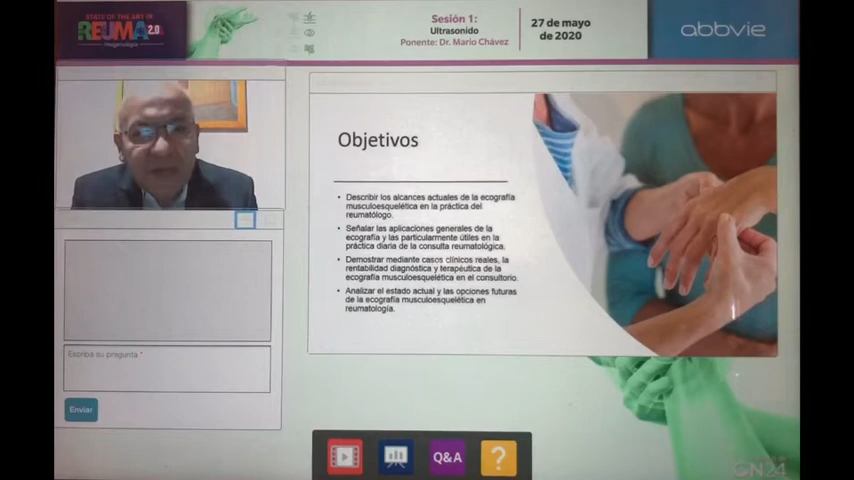 STATE OF THE ART IN
REUMA 2.0
Imagenología
Sesión 1:
Ultrasonido
Ponente: Dr. Mario Chávez
27 de mayo
de 2020
abbvie
Objetivos
• Describir los alcances actuales de la ecografía
musculoesquelética en la práctica del
reumatólogo.
• Señalar las aplicaciones generales de la
ecografía y las particularmente útiles en la
práctica diaria de la consulta reumatológica.
• Demostrar mediante casos clínicos reales, la
rentabilidad diagnóstica y terapéutica de la
ecografía musculoesquelética en el consultorio.
• Analizar el estado actual y las opciones futuras
de la ecografía musculoesquelética en
reumatología.
Escriba su pregunta *
Enviar
Q&A
?
CN24